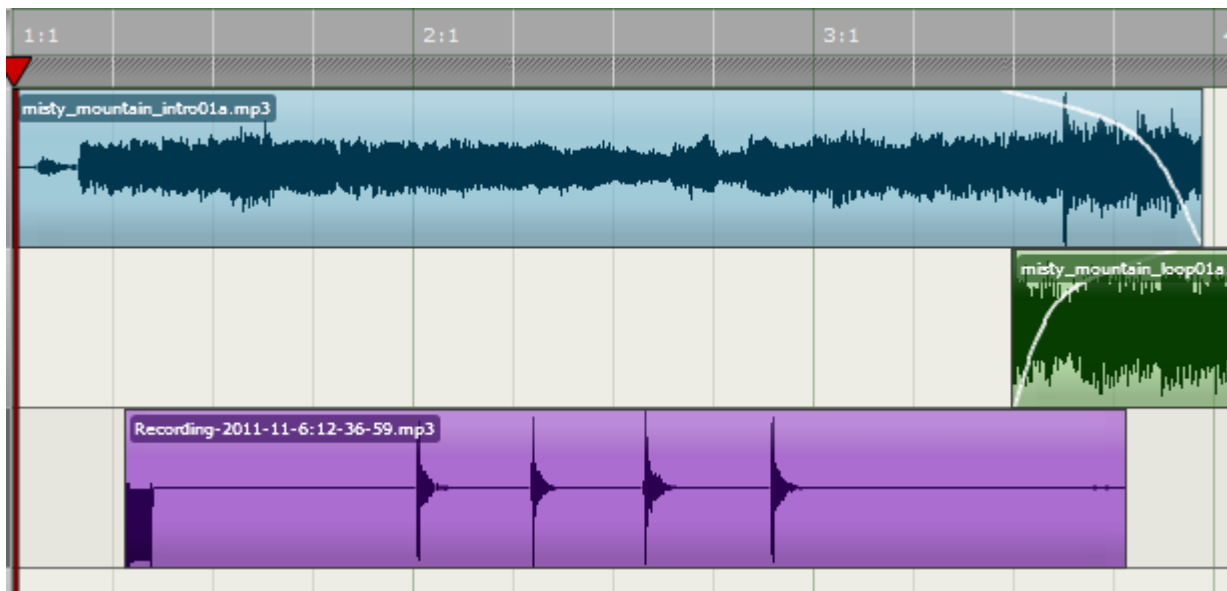 1:1 2:1 3:1
misty_mountain_intro01a.mp3
misty_mountain_loop01a
Recording-2011-11-6:12-36-59.mp3